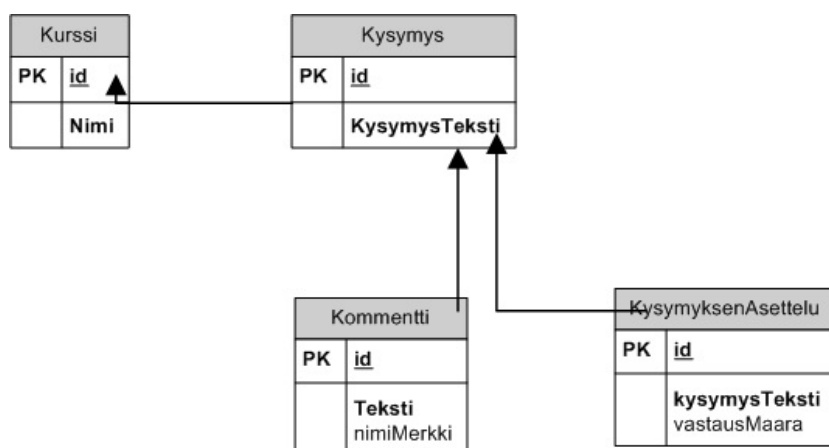 Kurssi
PK id
Nimi
Kysymys
PK id
KysymysTeksti
Kommentti
PK id
Teksti
nimiMerkki
KysymyksenAsettelu
PK id
kysymysTeksti
vastausMaara